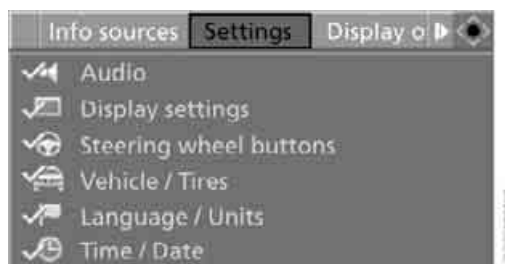 Info sources Settings Display o
Audio
Display settings
Steering wheel buttons
Vehicle / Tires
Language / Units
Time / Date